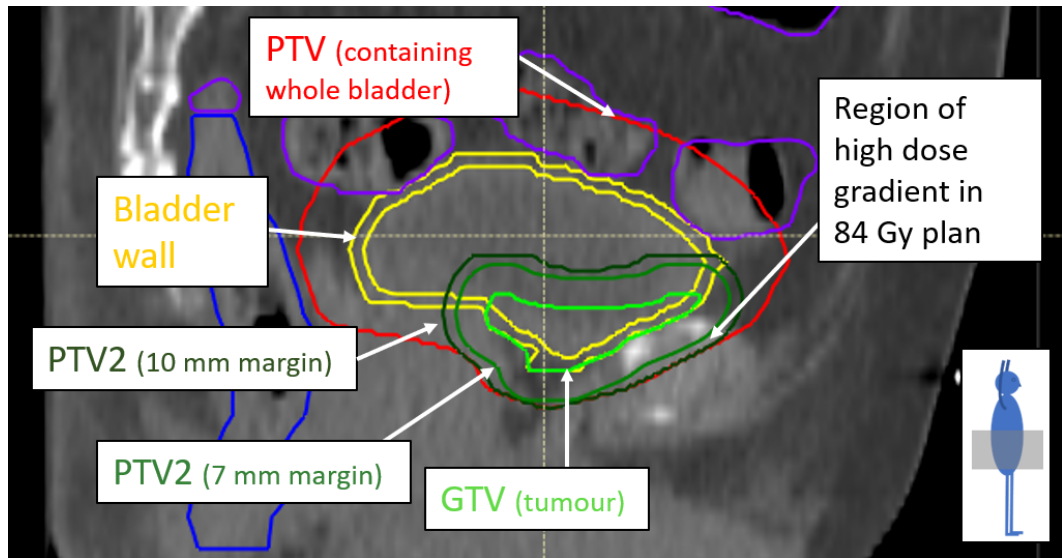 PTV (containing
whole bladder)
Region of
high dose
gradient in
84 Gy plan
Bladder
wall
PTV2 (10 mm margin)
PTV2 (7 mm margin)
GTV (tumour)